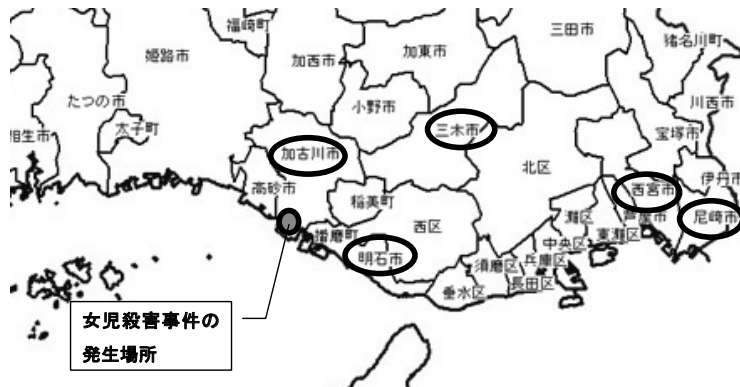 福崎町
三田市
猪名川町
加東市
姫路市
加西市
川西市
たつの市
小野市
三木市
相生市
太子町
宝塚市
加古川市
北区
伊丹市
高砂市
西宮市
稲美町
芦屋市
尼崎市
西区
灘区
播磨町
中央区
東灘区
明石市
須磨区
兵庫区
垂水区
長田区
女児殺害事件の
発生場所